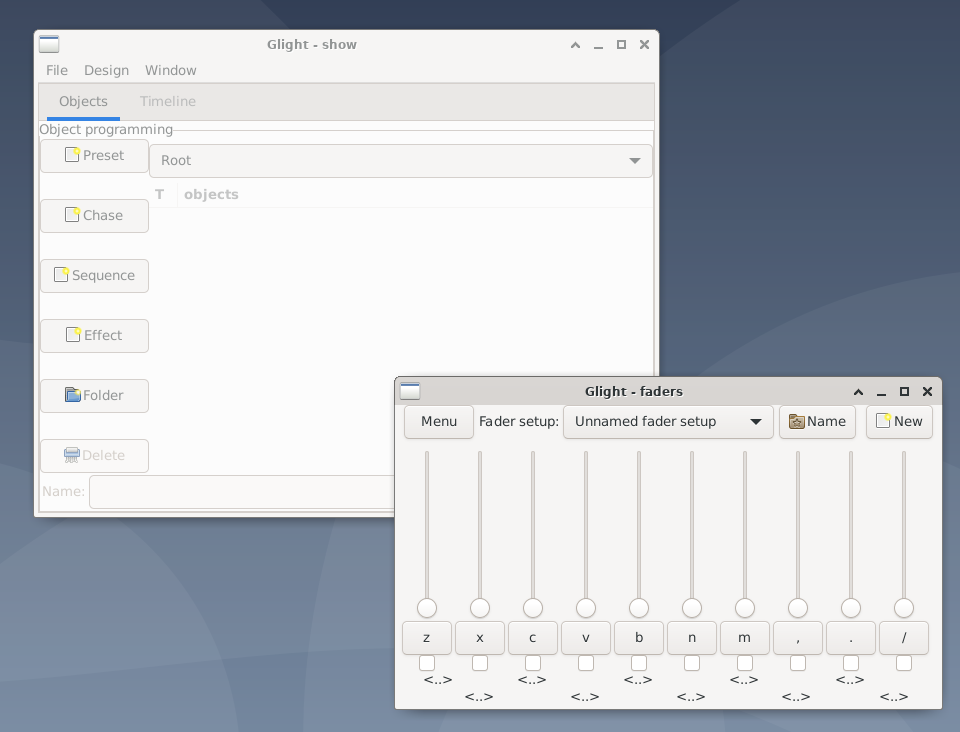 Glight - show
File Design Window
Objects Timeline
Object programming
Preset
Root
T objects
Chase
Sequence
Effect
Folder
Delete
Name:
Glight - faders
Menu Fader setup: Unnamed fader setup Name New
z x c v b n m , . /
<..> <..> <..> <..> <..>
<..> <..> <..> <..> <..>